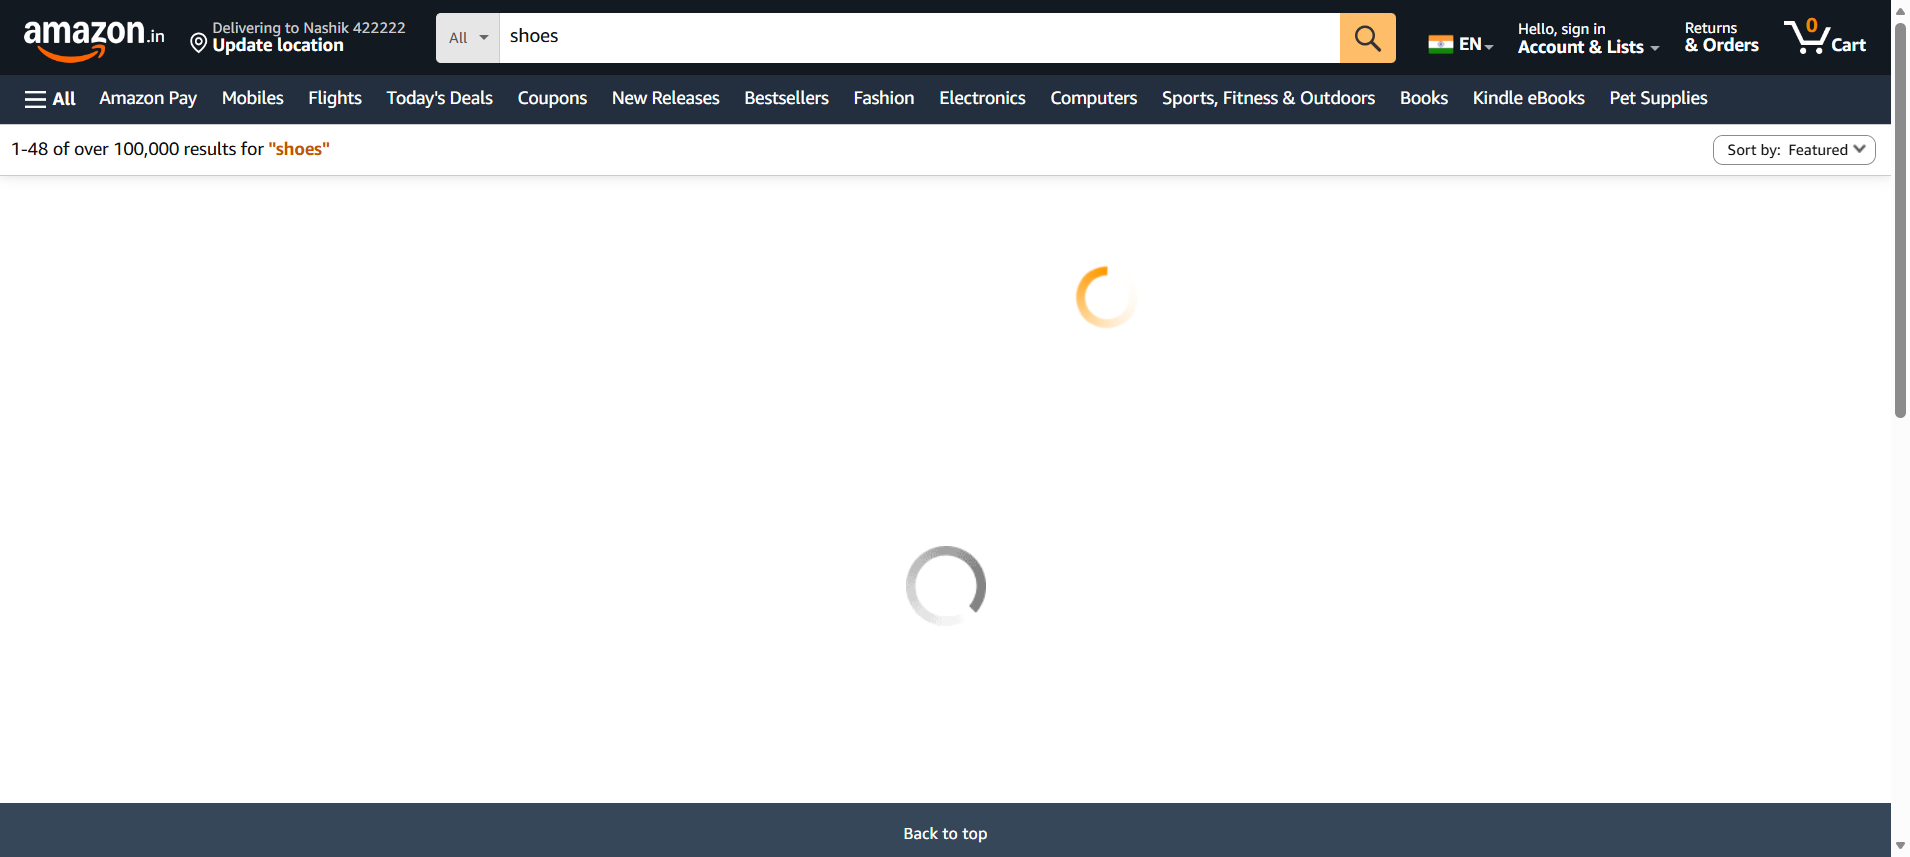 amazon.in
Delivering to Nashik 422222
Update location
All
shoes
EN
Hello, sign in
Account & Lists
Returns
& Orders
0
Cart
All
Amazon Pay
Mobiles
Flights
Today's Deals
Coupons
New Releases
Bestsellers
Fashion
Electronics
Computers
Sports, Fitness & Outdoors
Books
Kindle eBooks
Pet Supplies
1-48 of over 100,000 results for "shoes"
Sort by: Featured
Back to top